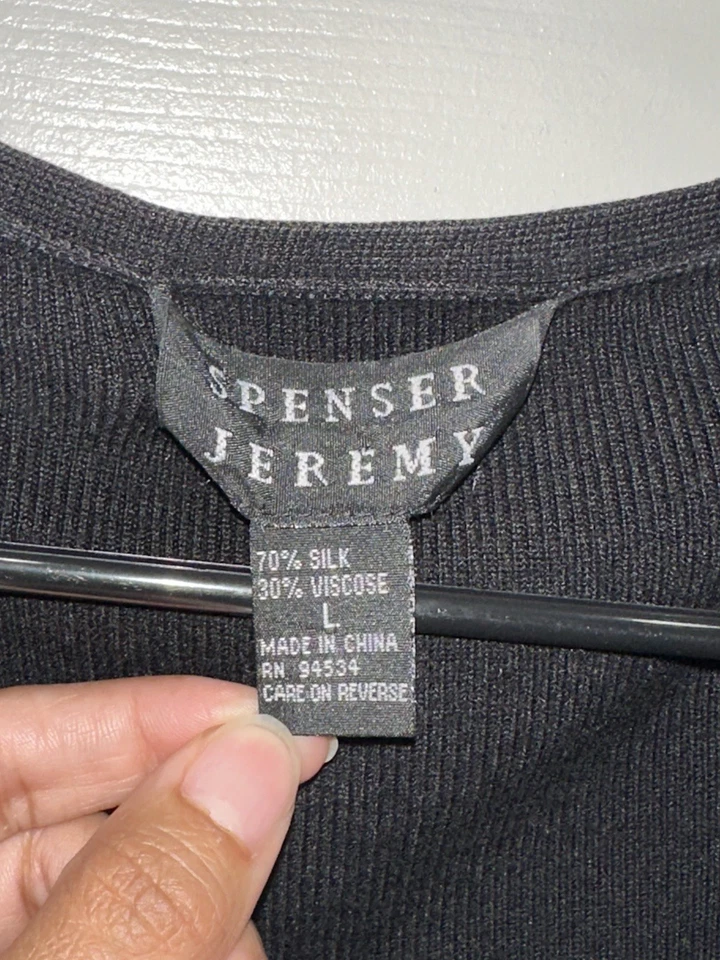 SPENSER
JEREMY
70% SILK
30% VISCOSE
L
MADE IN CHINA
RN 94534
CARE ON REVERSE